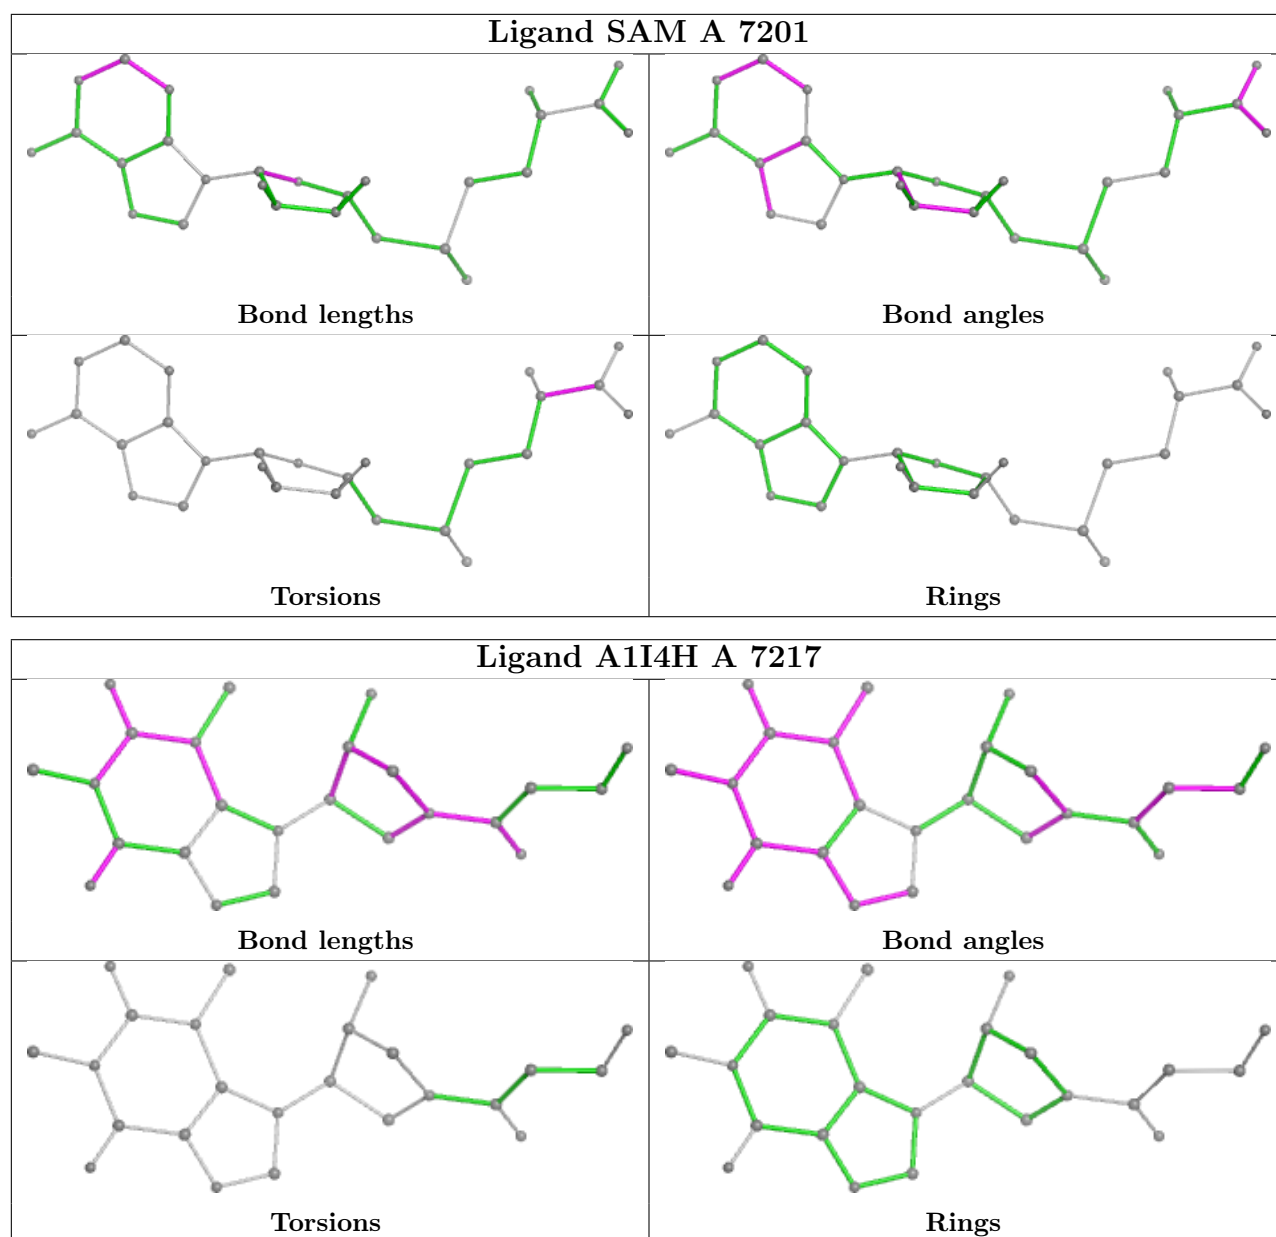 Ligand SAM A 7201
Bond lengths
Bond angles
Torsions
Rings
Ligand A1I4H A 7217
Bond lengths
Bond angles
Torsions
Rings